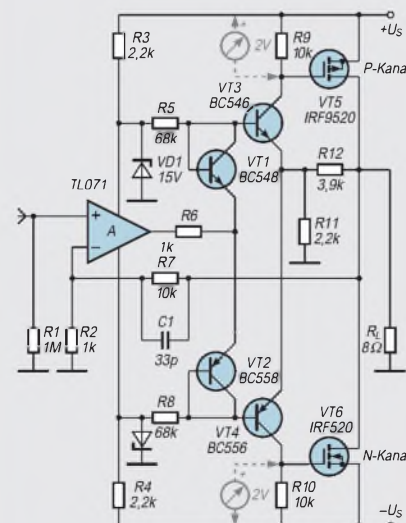 R3
2,2k
+
2V
R9
10k
+U_S
P-Kana
VT3
BC546
VT5
IRF9520
R5
68k
VD1
15V
VT1
BC548
R12
3,9k
TL071
+
A
−
R6
1k
R11
2,2k
R7
10k
R1
1M
R2
1k
C1
33p
R_L
8Ω
VT2
BC558
R8
68k
VT4
BC556
VT6
IRF520
N-Kana
R4
2,2k
+
2V
R10
10k
−U_S